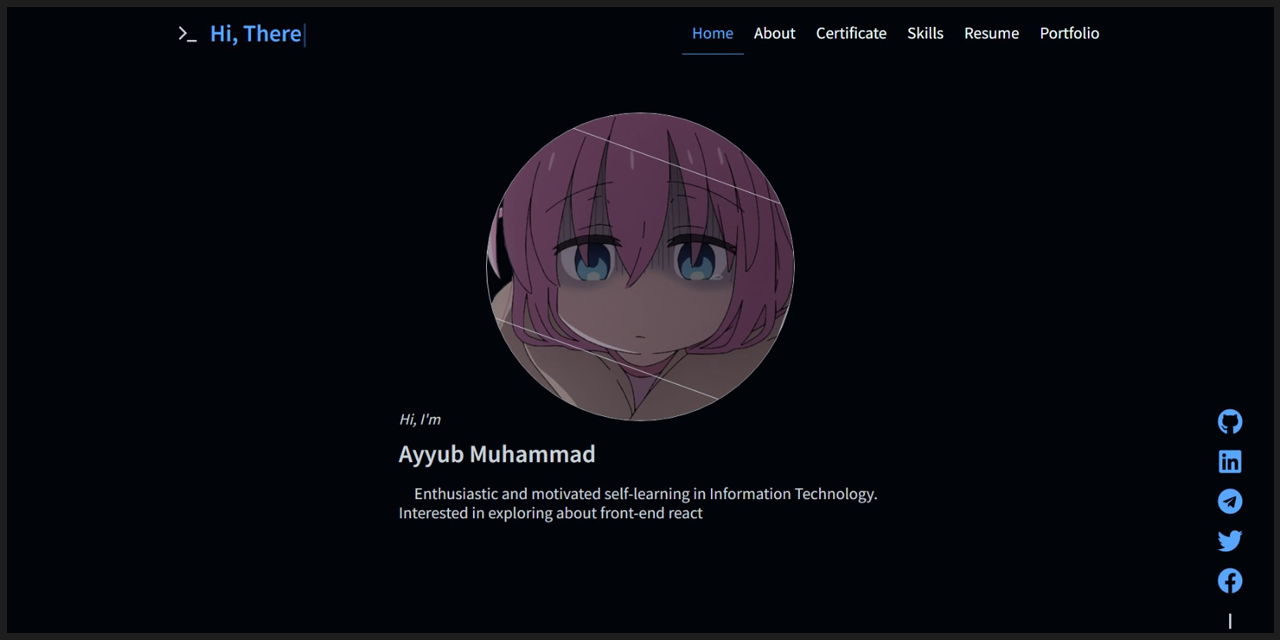 >_ Hi, There
Home About Certificate Skills Resume Portfolio
Hi, I'm
Ayyub Muhammad
Enthusiastic and motivated self-learning in Information Technology.
Interested in exploring about front-end react
in